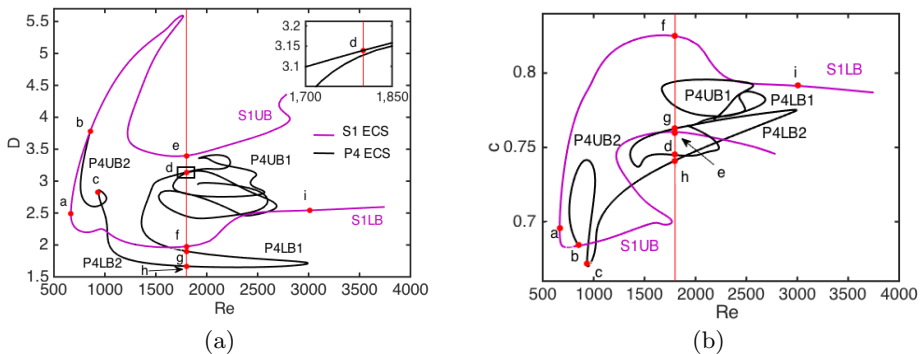 5.5
5
4.5
4
3.5
3
2.5
2
1.5
D
500
1000
1500
2000
2500
3000
3500
4000
Re
3.2
3.15
3.1
d
1,700
1,850
S1UB
S1 ECS
P4 ECS
b
e
P4UB2
c
d
P4UB1
a
i
S1LB
f
g
P4LB1
P4LB2
h
(a)
0.8
0.75
0.7
c
500
1000
1500
2000
2500
3000
3500
4000
Re
f
i
S1LB
P4UB1
P4LB1
P4LB2
g
P4UB2
d
e
h
a
b
S1UB
c
(b)